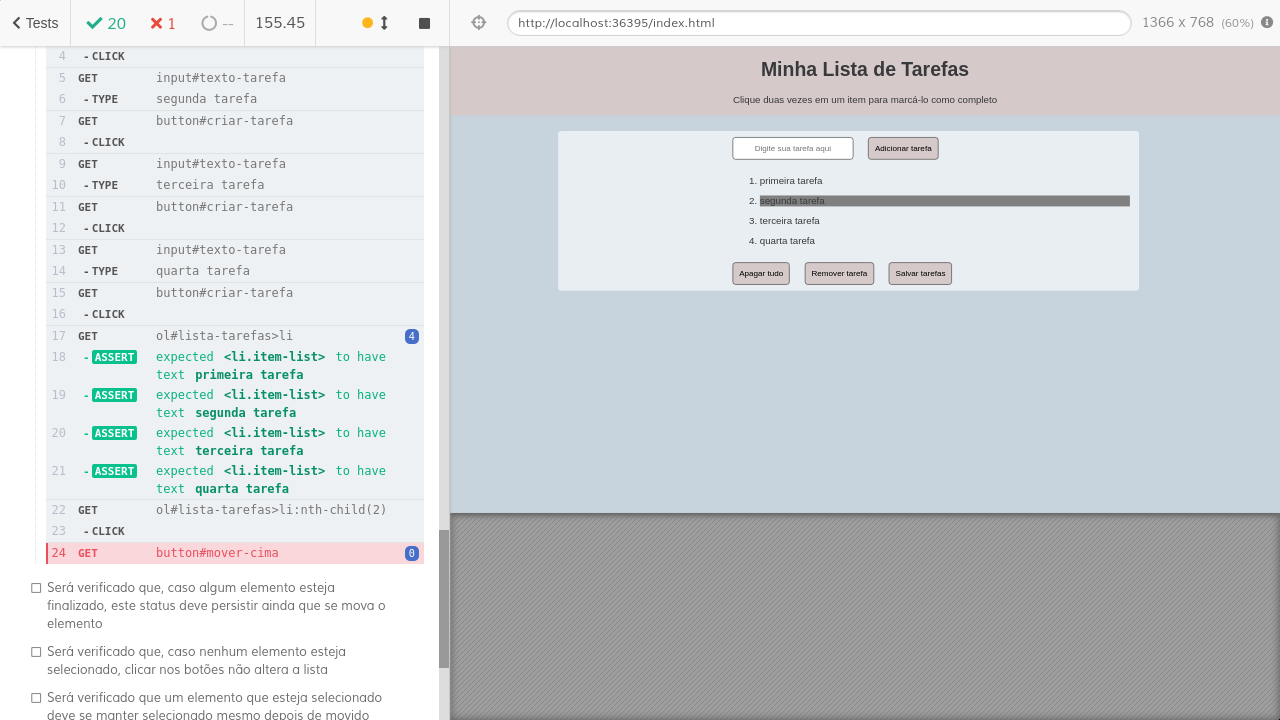 Tests
20
1
--
155.45
http://localhost:36395/index.html
1366 x 768 (60%)
4 - CLICK
5 GET input#texto-tarefa
6 - TYPE segunda tarefa
7 GET button#criar-tarefa
8 - CLICK
9 GET input#texto-tarefa
10 - TYPE terceira tarefa
11 GET button#criar-tarefa
12 - CLICK
13 GET input#texto-tarefa
14 - TYPE quarta tarefa
15 GET button#criar-tarefa
16 - CLICK
17 GET ol#lista-tarefas>li 4
18 - ASSERT expected <li.item-list> to have
text primeira tarefa
19 - ASSERT expected <li.item-list> to have
text segunda tarefa
20 - ASSERT expected <li.item-list> to have
text terceira tarefa
21 - ASSERT expected <li.item-list> to have
text quarta tarefa
22 GET ol#lista-tarefas>li:nth-child(2)
23 - CLICK
24 GET button#mover-cima 0
Será verificado que, caso algum elemento esteja
finalizado, este status deve persistir ainda que se mova o
elemento
Será verificado que, caso nenhum elemento esteja
selecionado, clicar nos botões não altera a lista
Será verificado que um elemento que esteja selecionado
deve se manter selecionado mesmo depois de movido
Minha Lista de Tarefas
Clique duas vezes em um item para marcá-lo como completo
Digite sua tarefa aqui
Adicionar tarefa
1. primeira tarefa
2. segunda tarefa
3. terceira tarefa
4. quarta tarefa
Apagar tudo
Remover tarefa
Salvar tarefas